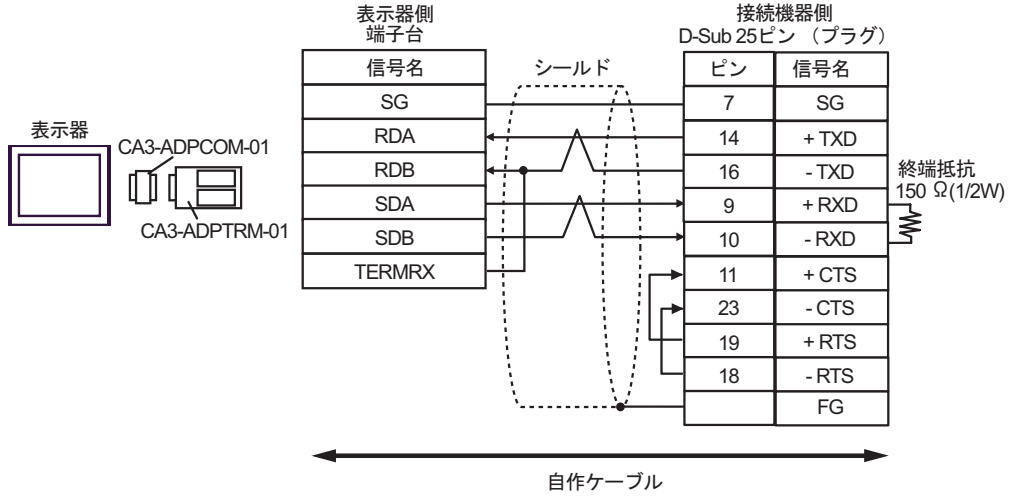 表示器
CA3-ADPCOM-01
CA3-ADPTRM-01
表示器側
端子台
信号名
SG
RDA
RDB
SDA
SDB
TERMRX
シールド
接続機器側
D-Sub 25ピン （プラグ）
ピン 信号名
7 SG
14 + TXD
16 - TXD
9 + RXD
10 - RXD
11 + CTS
23 - CTS
19 + RTS
18 - RTS
FG
終端抵抗
150 Ω(1/2W)
自作ケーブル